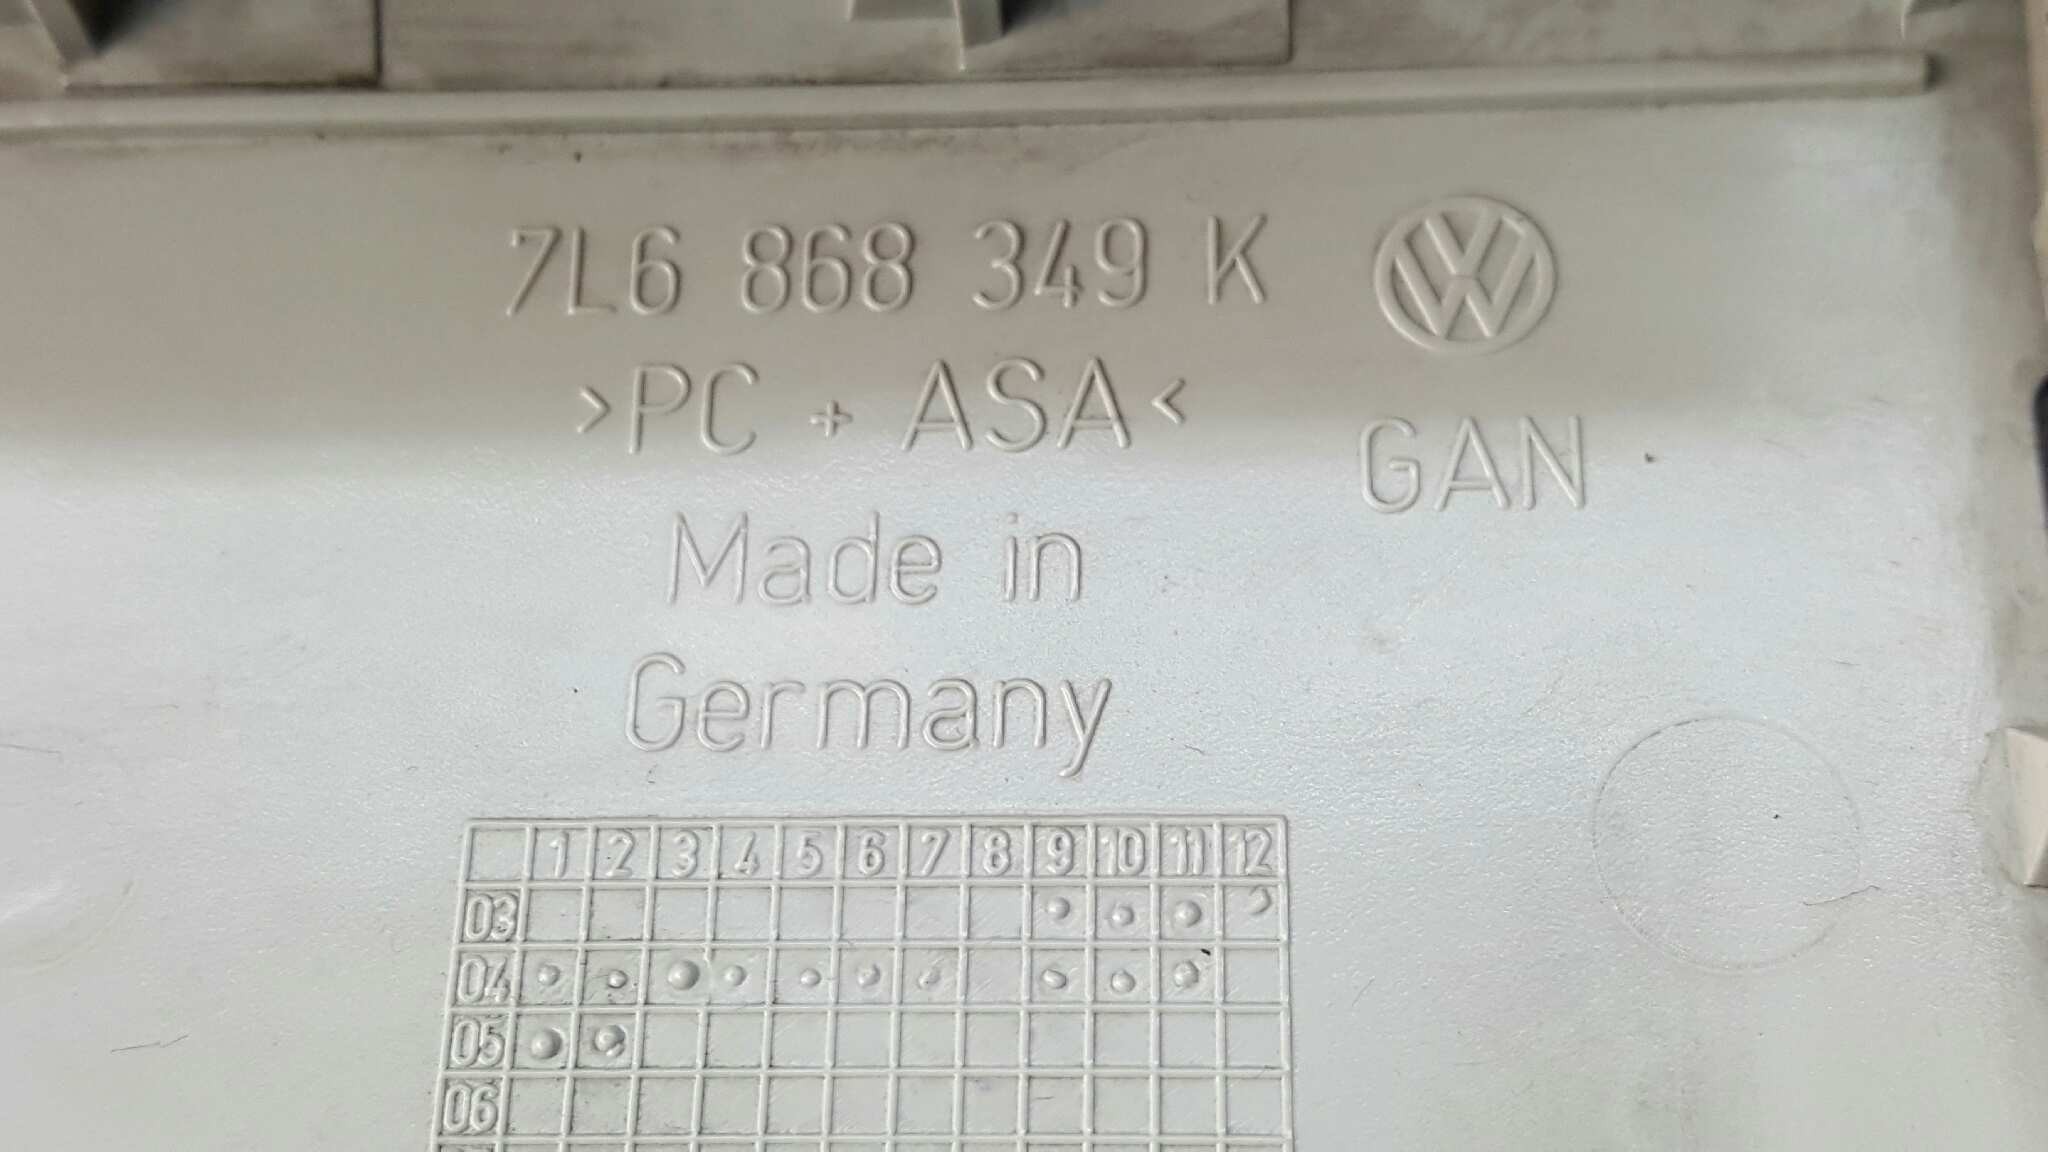 7L6 868 349 K
>PC + ASA<
GAN
Made in
Germany
1 2 3 4 5 6 7 8 9 10 11 12
03
04
05
06